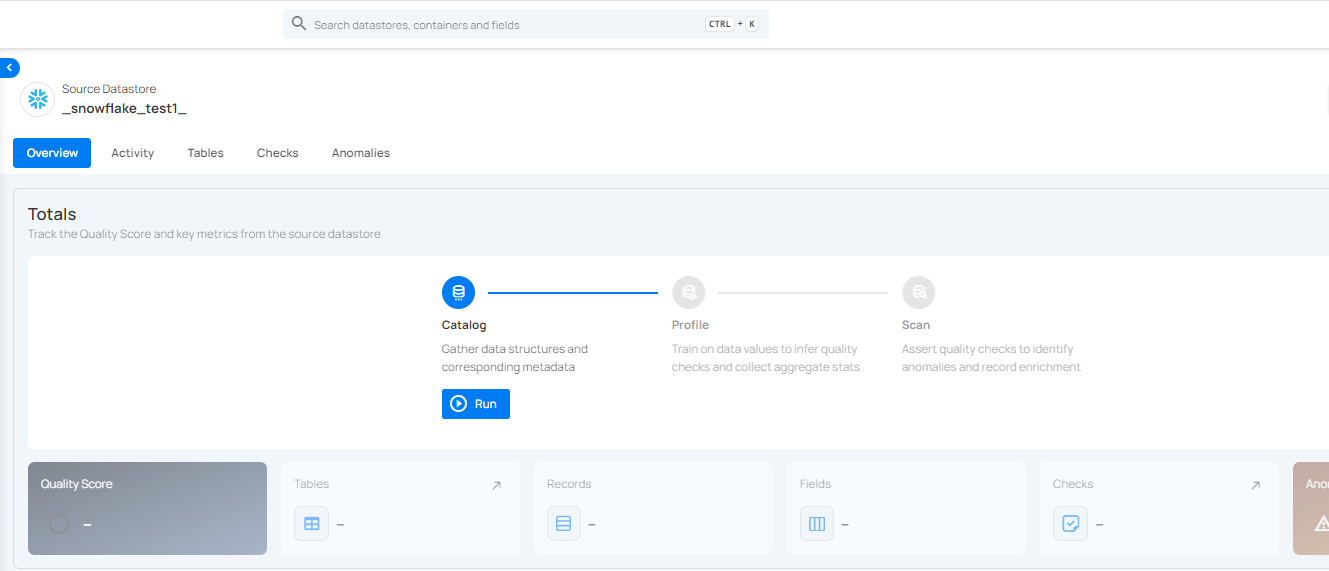 Search datastores, containers and fields CTRL + K
Source Datastore
_snowflake_test1_
Overview Activity Tables Checks Anomalies
Totals
Track the Quality Score and key metrics from the source datastore
Catalog
Gather data structures and
corresponding metadata
Run
Profile
Train on data values to infer quality
checks and collect aggregate stats
Scan
Assert quality checks to identify
anomalies and record enrichment
Quality Score
–
Tables
–
Records
–
Fields
–
Checks
–